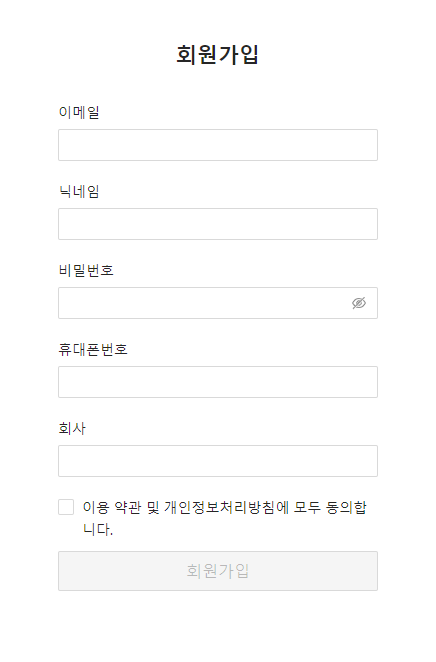 회원가입
이메일
닉네임
비밀번호
휴대폰번호
회사
이용 약관 및 개인정보처리방침에 모두 동의합
니다.
회원가입